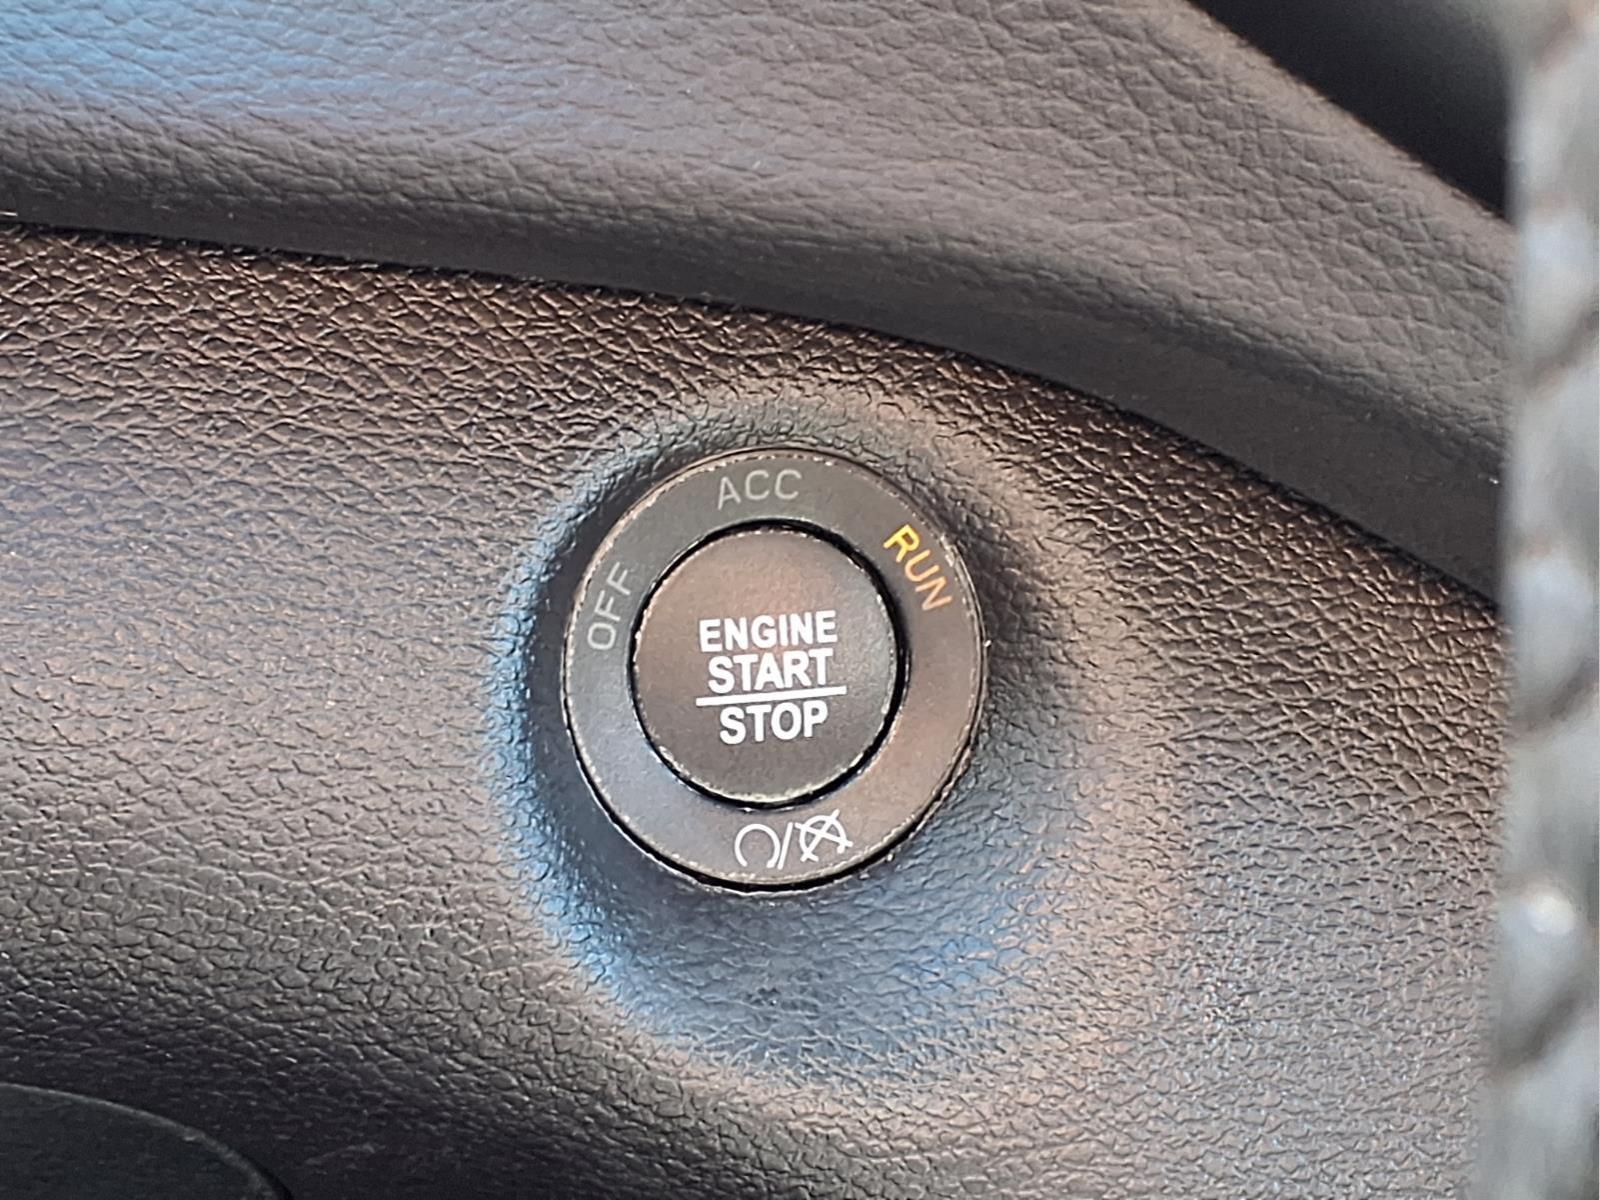 ACC
OFF
RUN
ENGINE
START
STOP